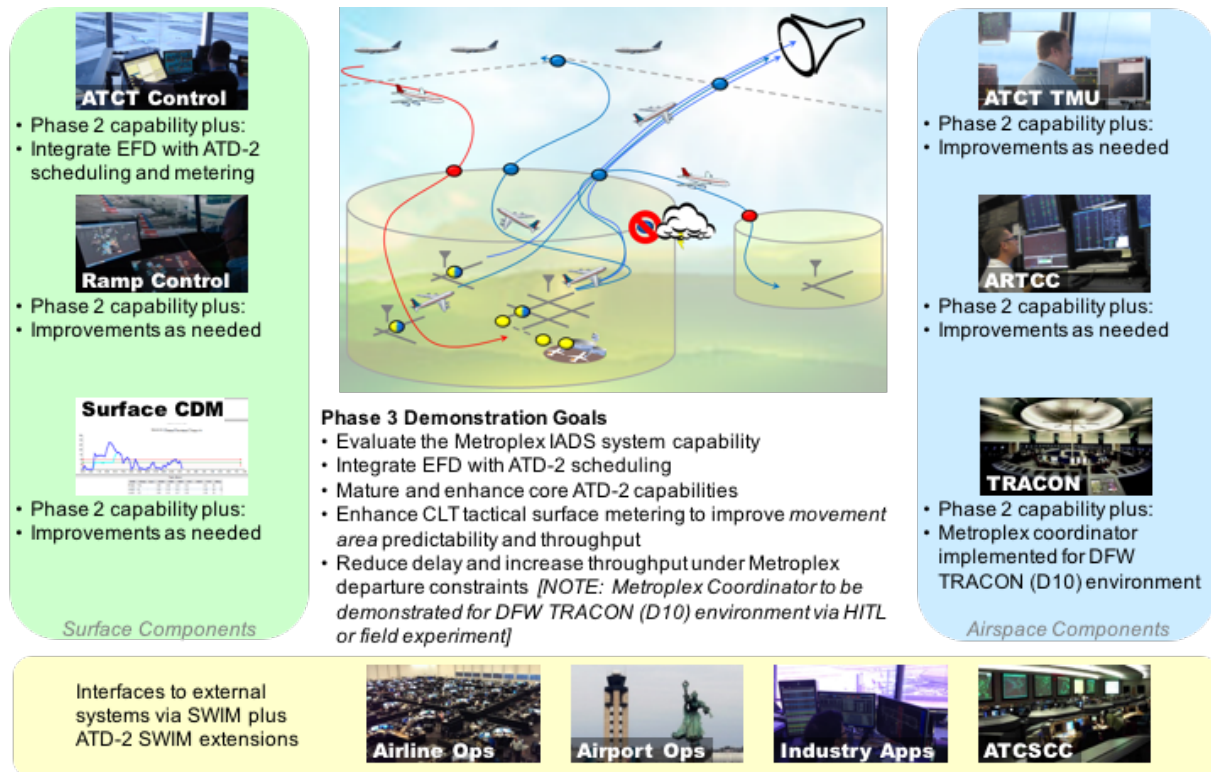 ATCT Control
• Phase 2 capability plus:
• Integrate EFD with ATD-2
scheduling and metering
Ramp Control
• Phase 2 capability plus:
• Improvements as needed
Surface CDM
• Phase 2 capability plus:
• Improvements as needed
Surface Components
Phase 3 Demonstration Goals
• Evaluate the Metroplex IADS system capability
• Integrate EFD with ATD-2 scheduling
• Mature and enhance core ATD-2 capabilities
• Enhance CLT tactical surface metering to improve movement
area predictability and throughput
• Reduce delay and increase throughput under Metroplex
departure constraints [NOTE: Metroplex Coordinator to be
demonstrated for DFW TRACON (D10) environment via HITL
or field experiment]
ATCT TMU
• Phase 2 capability plus:
• Improvements as needed
ARTCC
• Phase 2 capability plus:
• Improvements as needed
TRACON
• Phase 2 capability plus:
• Metroplex coordinator
implemented for DFW
TRACON (D10) environment
Airspace Components
Interfaces to external
systems via SWIM plus
ATD-2 SWIM extensions
Airline Ops
Airport Ops
Industry Apps
ATCSCC